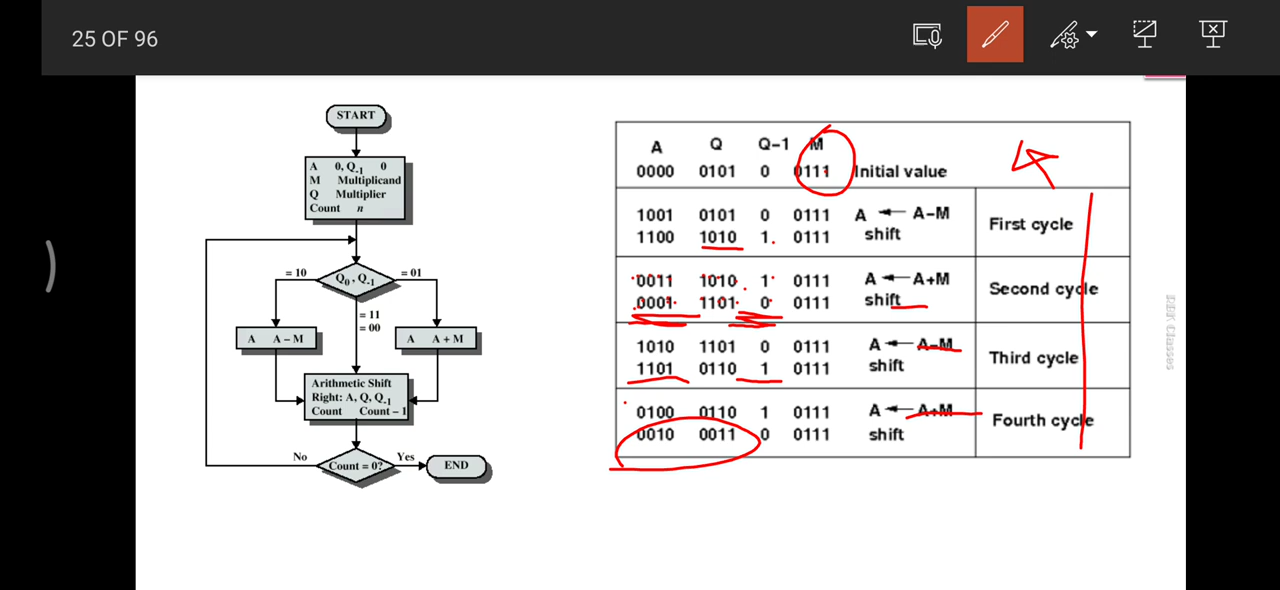 25 OF 96
START
A 0, Q-1 0
M Multiplicand
Q Multiplier
Count n
= 10
Q0, Q-1
= 01
= 11
= 00
A A – M
A A + M
Arithmetic Shift
Right: A, Q, Q-1
Count Count – 1
No
Count = 0?
Yes
END
A Q Q-1 M
0000 0101 0 0111 Initial value
1001 0101 0 0111 A ← A-M
1100 1010 1 0111 shift
First cycle
0011 1010 1 0111 A ← A+M
0001 1101 0 0111 shift
Second cycle
1010 1101 0 0111 A ← A-M
1101 0110 1 0111 shift
Third cycle
0100 0110 1 0111 A ← A+M
0010 0011 0 0111 shift
Fourth cycle